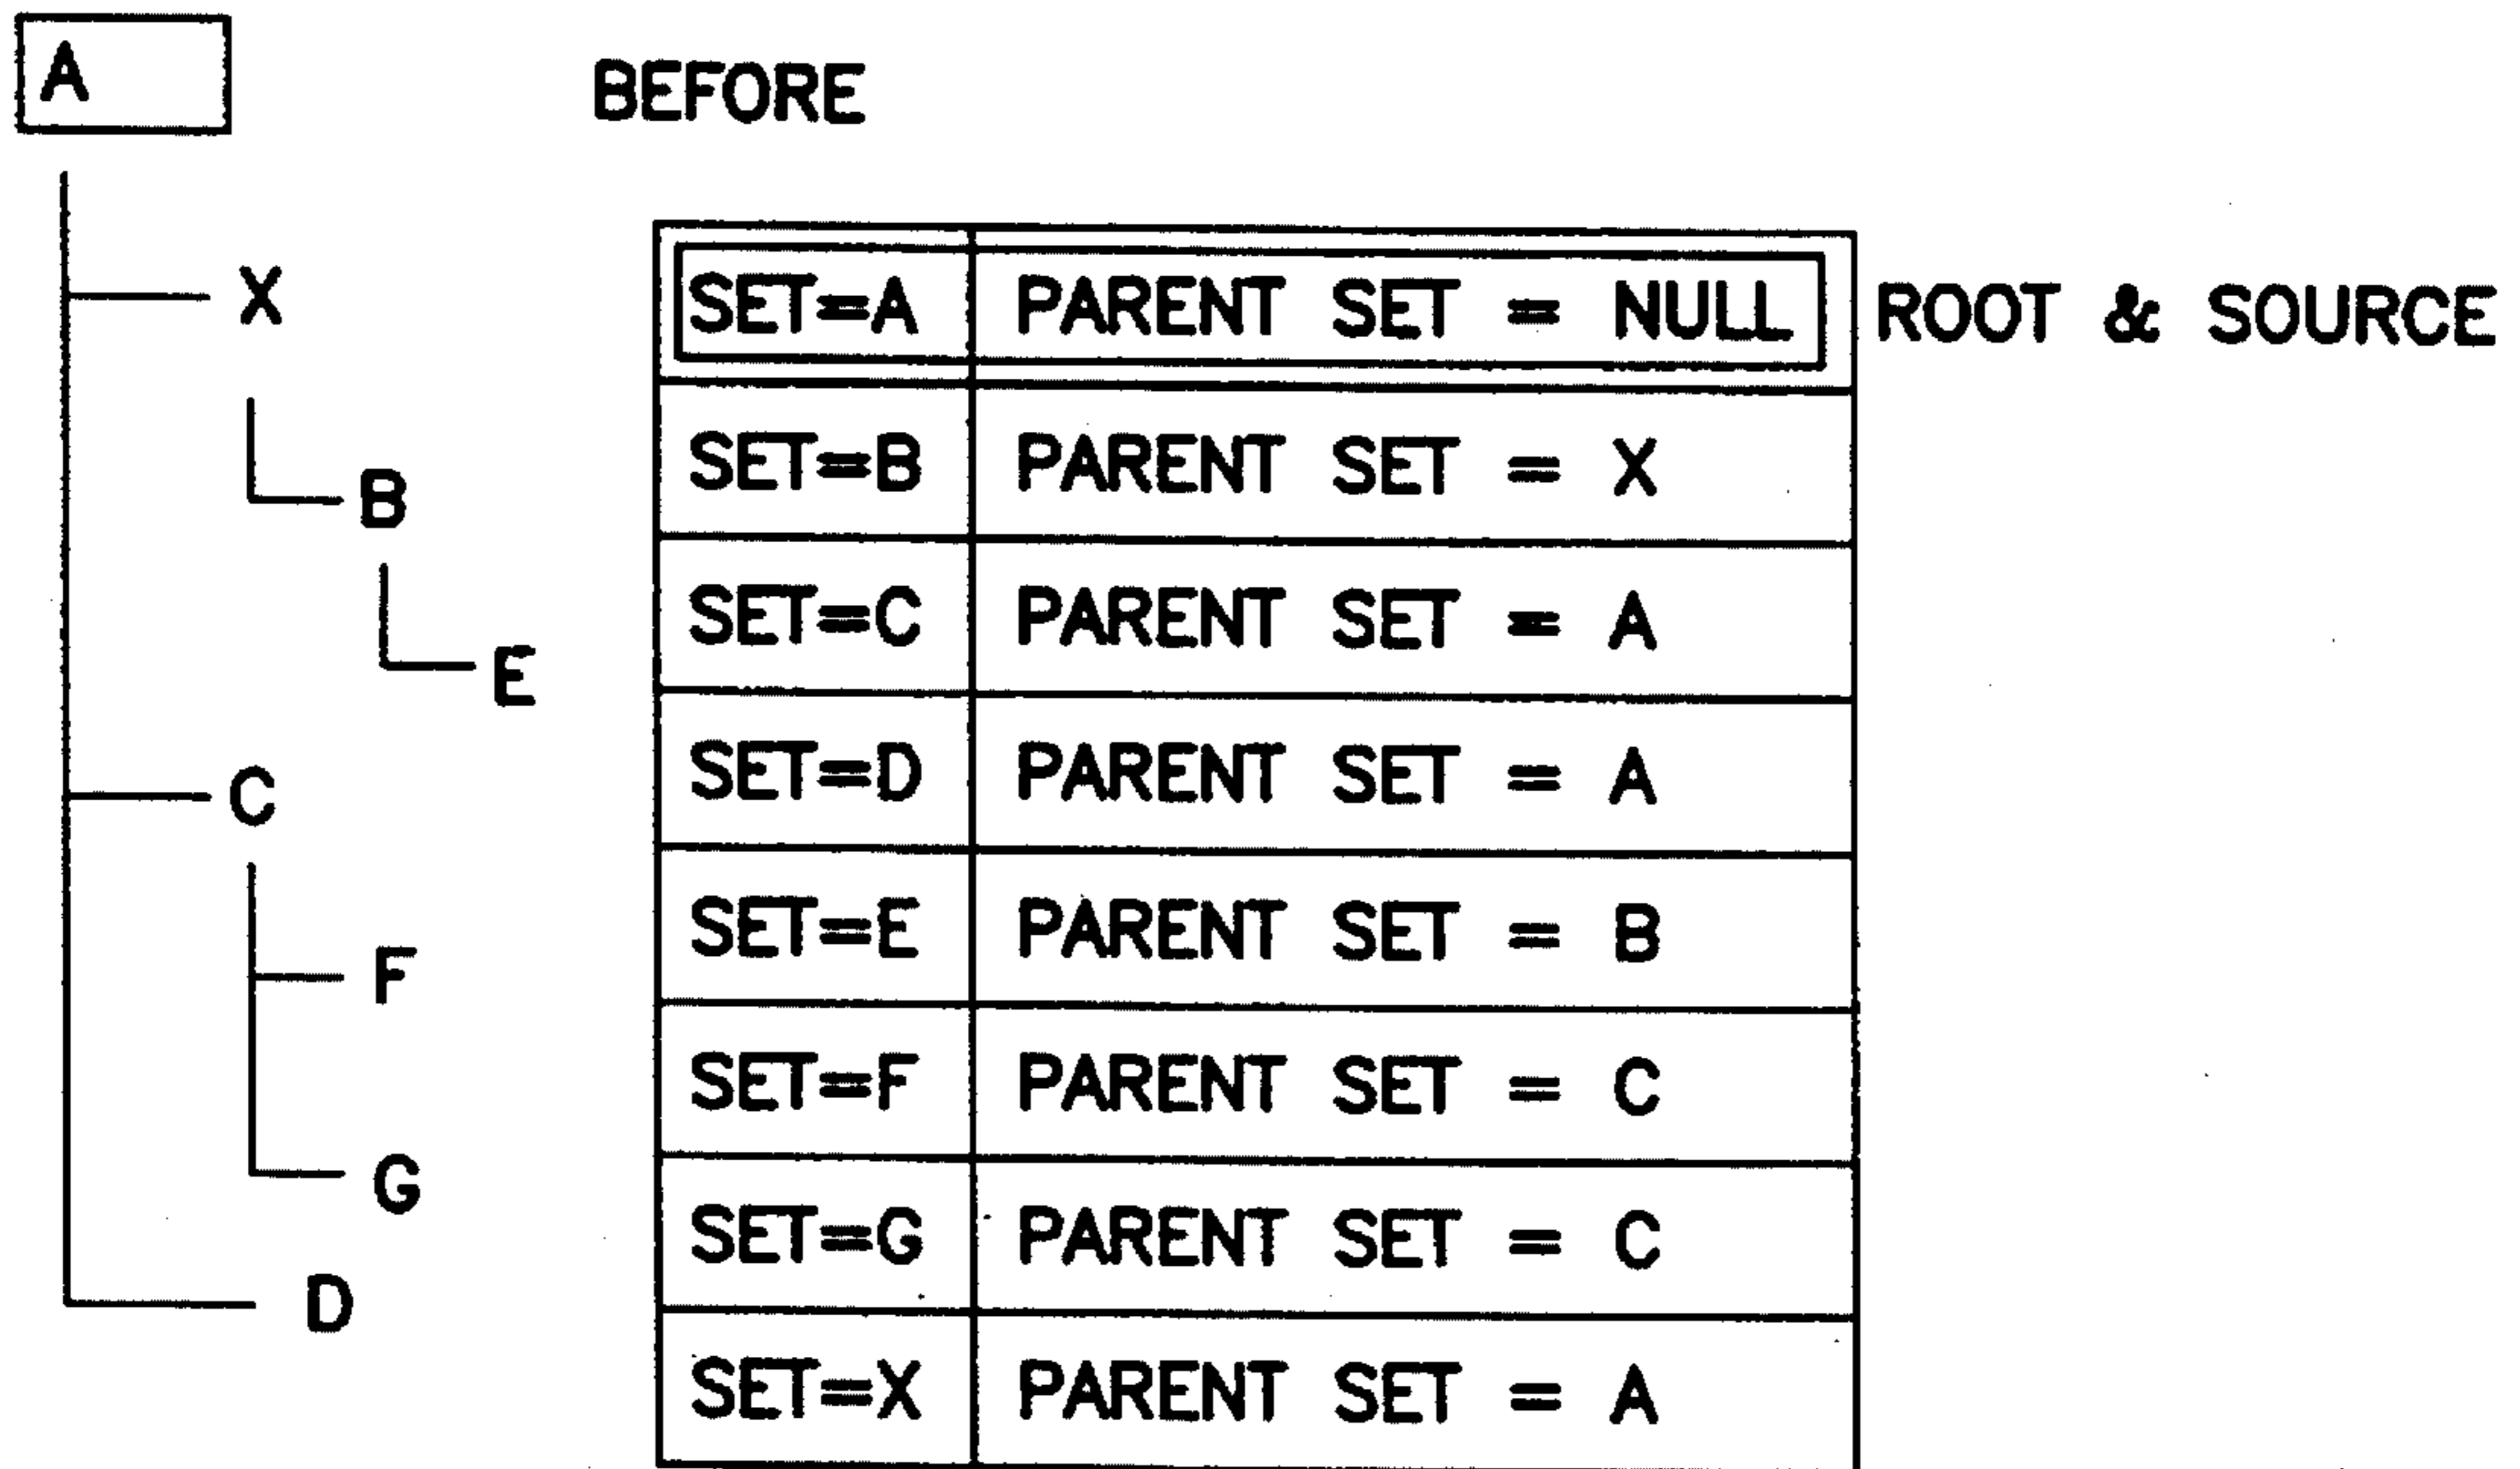 A
BEFORE
X
B
E
C
F
G
D
SET=A PARENT SET = NULL ROOT & SOURCE
SET=B PARENT SET = X
SET=C PARENT SET = A
SET=D PARENT SET = A
SET=E PARENT SET = B
SET=F PARENT SET = C
SET=G PARENT SET = C
SET=X PARENT SET = A